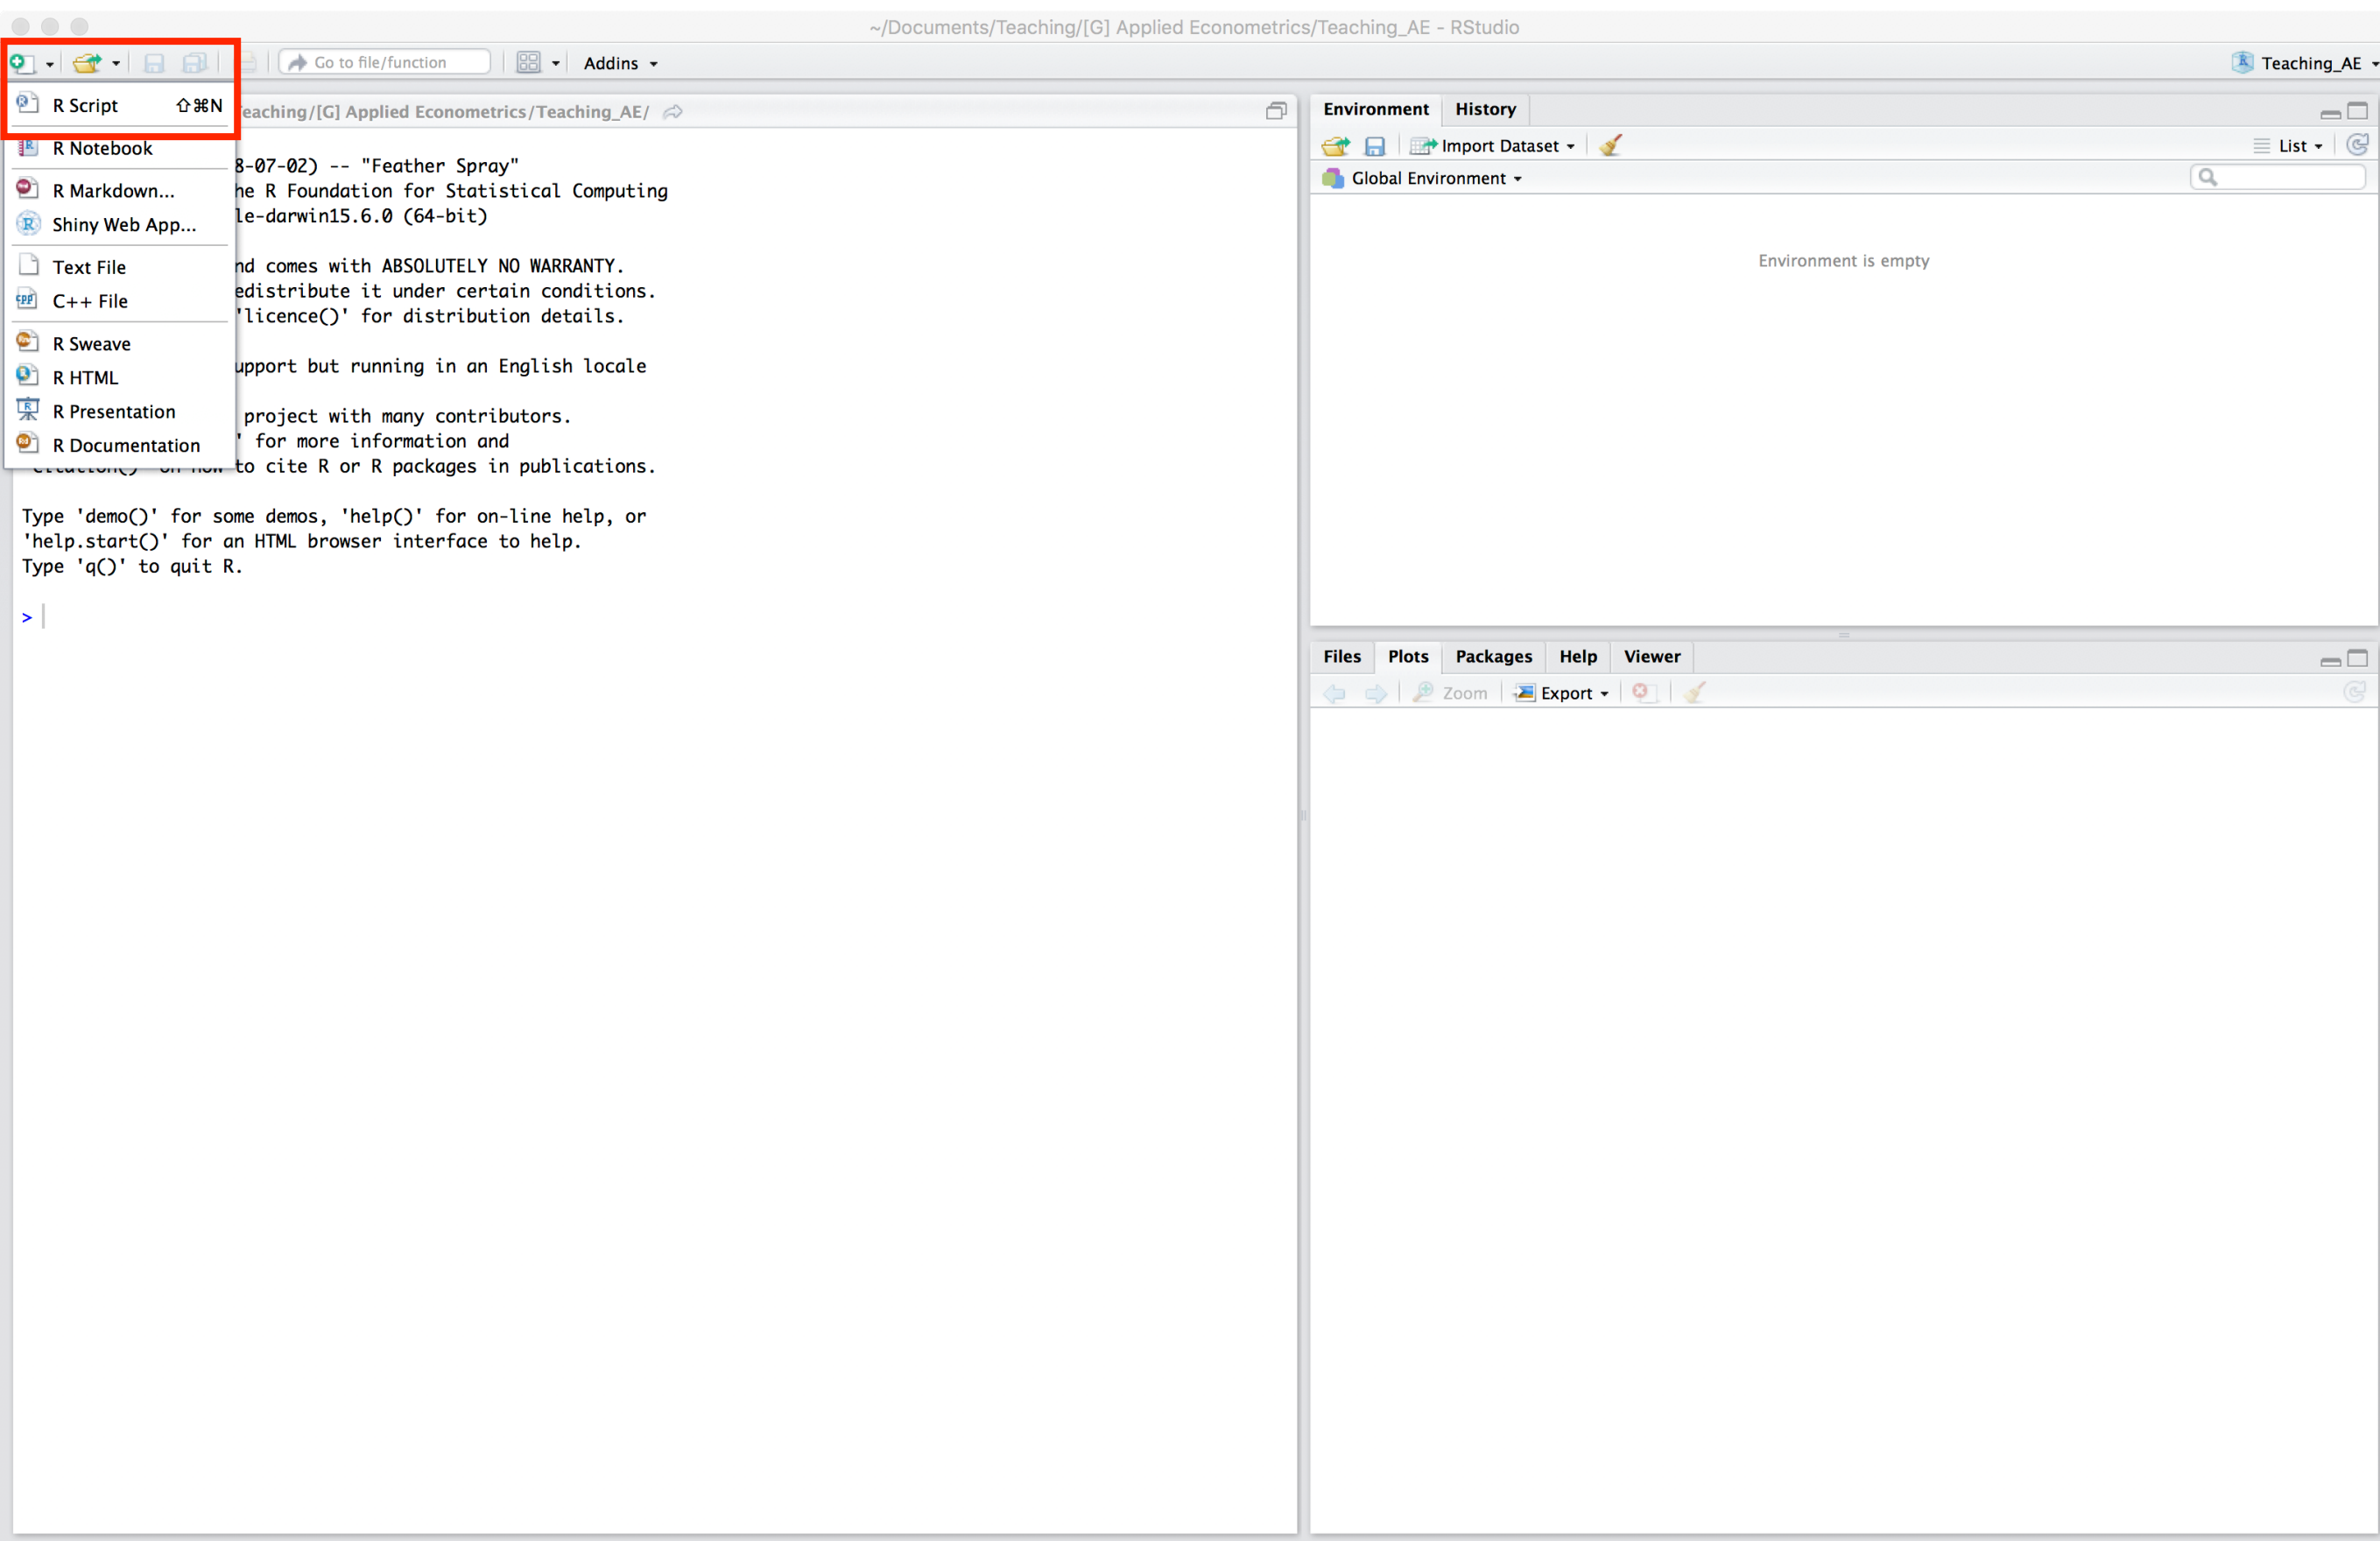 ~/Documents/Teaching/[G] Applied Econometrics/Teaching_AE - RStudio
Go to file/function
Addins
Teaching_AE
R Script ⇧⌘N
R Notebook
R Markdown...
Shiny Web App...
Text File
C++ File
R Sweave
R HTML
R Presentation
R Documentation
eaching/[G] Applied Econometrics/Teaching_AE/
8-07-02) -- "Feather Spray"
he R Foundation for Statistical Computing
le-darwin15.6.0 (64-bit)
nd comes with ABSOLUTELY NO WARRANTY.
edistribute it under certain conditions.
'licence()' for distribution details.
upport but running in an English locale
project with many contributors.
' for more information and
to cite R or R packages in publications.
Type 'demo()' for some demos, 'help()' for on-line help, or
'help.start()' for an HTML browser interface to help.
Type 'q()' to quit R.
>
Environment History
Import Dataset
List
Global Environment
Environment is empty
Files Plots Packages Help Viewer
Zoom Export